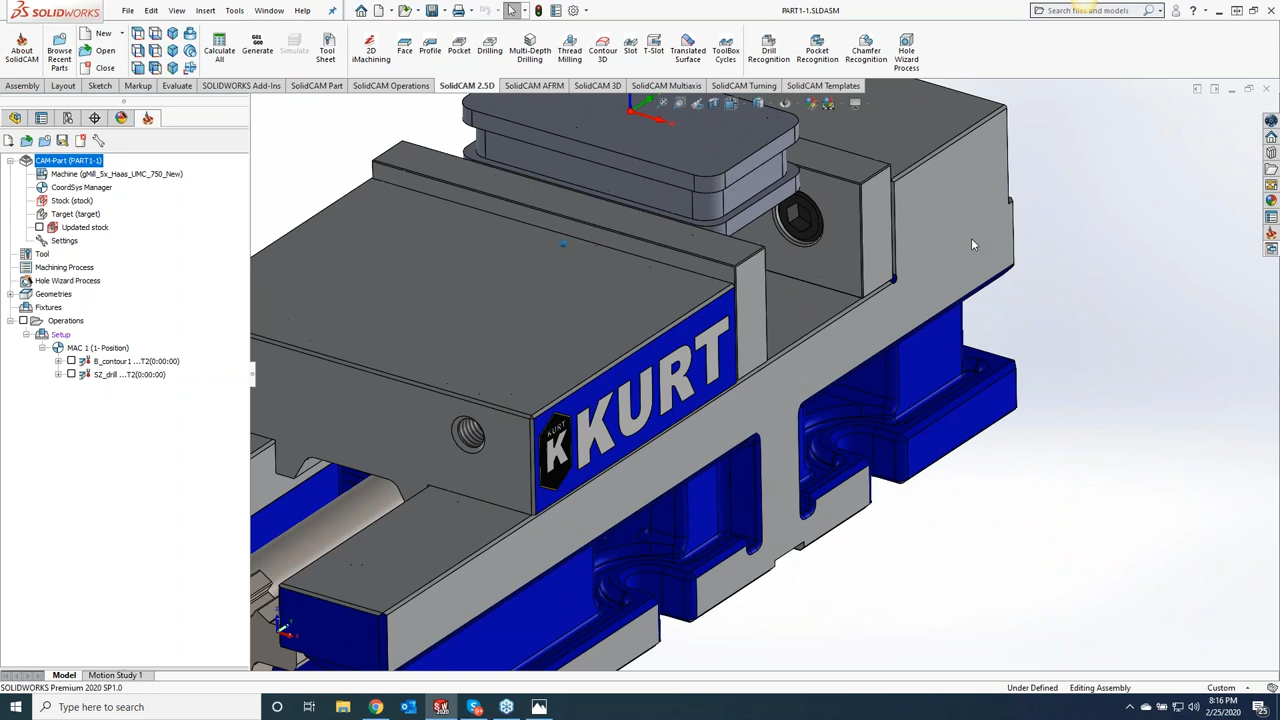 SOLIDWORKS File Edit View Insert Tools Window Help PART1-1.SLDASM Search files and models
About SolidCAM Browse Recent Parts New Open Close Calculate All G01 G00 Generate Simulate Tool Sheet 2D iMachining Face Profile Pocket Drilling Multi-Depth Drilling Thread Milling Contour 3D Slot T-Slot Translated Surface ToolBox Cycles Drill Recognition Pocket Recognition Chamfer Recognition Hole Wizard Process
Assembly Layout Sketch Markup Evaluate SOLIDWORKS Add-Ins SolidCAM Part SolidCAM Operations SolidCAM 2.5D SolidCAM AFRM SolidCAM 3D SolidCAM Multiaxis SolidCAM Turning SolidCAM Templates
CAM-Part (PART1-1)
Machine (gMill_5x_Haas_UMC_750_New)
CoordSys Manager
Stock (stock)
Target (target)
Updated stock
Settings
Tool
Machining Process
Hole Wizard Process
Geometries
Fixtures
Operations
Setup
MAC 1 (1- Position)
B_contour1 ...T2(0:00:00)
SZ_drill ...T2(0:00:00)
KURT
K
KURT
Model Motion Study 1
SOLIDWORKS Premium 2020 SP1.0 Under Defined Editing Assembly Custom
Type here to search
8:16 PM
2/25/2020